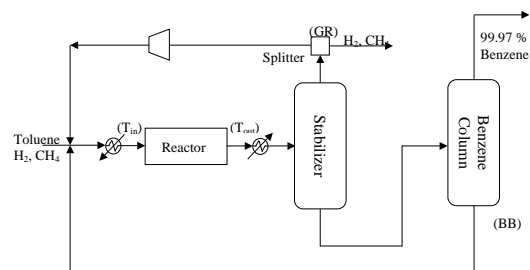 (GR)
H2, CH4
Splitter
99.97 %
Benzene
Toluene
H2, CH4
(Tin)
Reactor
(Tout)
Stabilizer
Benzene
Column
(BB)